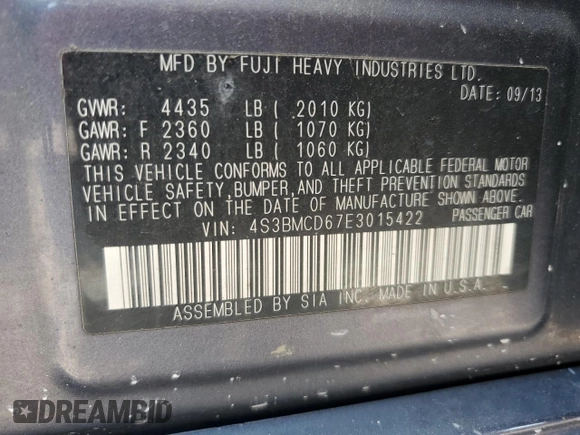 MFD BY FUJI HEAVY INDUSTRIES LTD.
DATE: 09/13
GVWR: 4435 LB ( 2010 KG)
GAWR: F 2360 LB ( 1070 KG)
GAWR: R 2340 LB ( 1060 KG)
THIS VEHICLE CONFORMS TO ALL APPLICABLE FEDERAL MOTOR
VEHICLE SAFETY, BUMPER, AND THEFT PREVENTION STANDARDS
IN EFFECT ON THE DATE OF MANUFACTURE SHOWN ABOVE.
VIN: 4S3BMCD67E3015422 PASSENGER CAR
ASSEMBLED BY SIA INC. MADE IN U.S.A.
DREAMBID